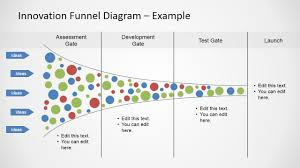 Innovation Funnel Diagram – Example
Assessment
Gate
Development
Gate
Test Gate
Launch
Ideas
Ideas
Ideas
Ideas
Ideas
• Edit this text.
• You can edit
here.
• Edit this text.
• You can edit
here.
• Edit this text.
• You can edit
here.
• Edit this text.
• You can edit
here.